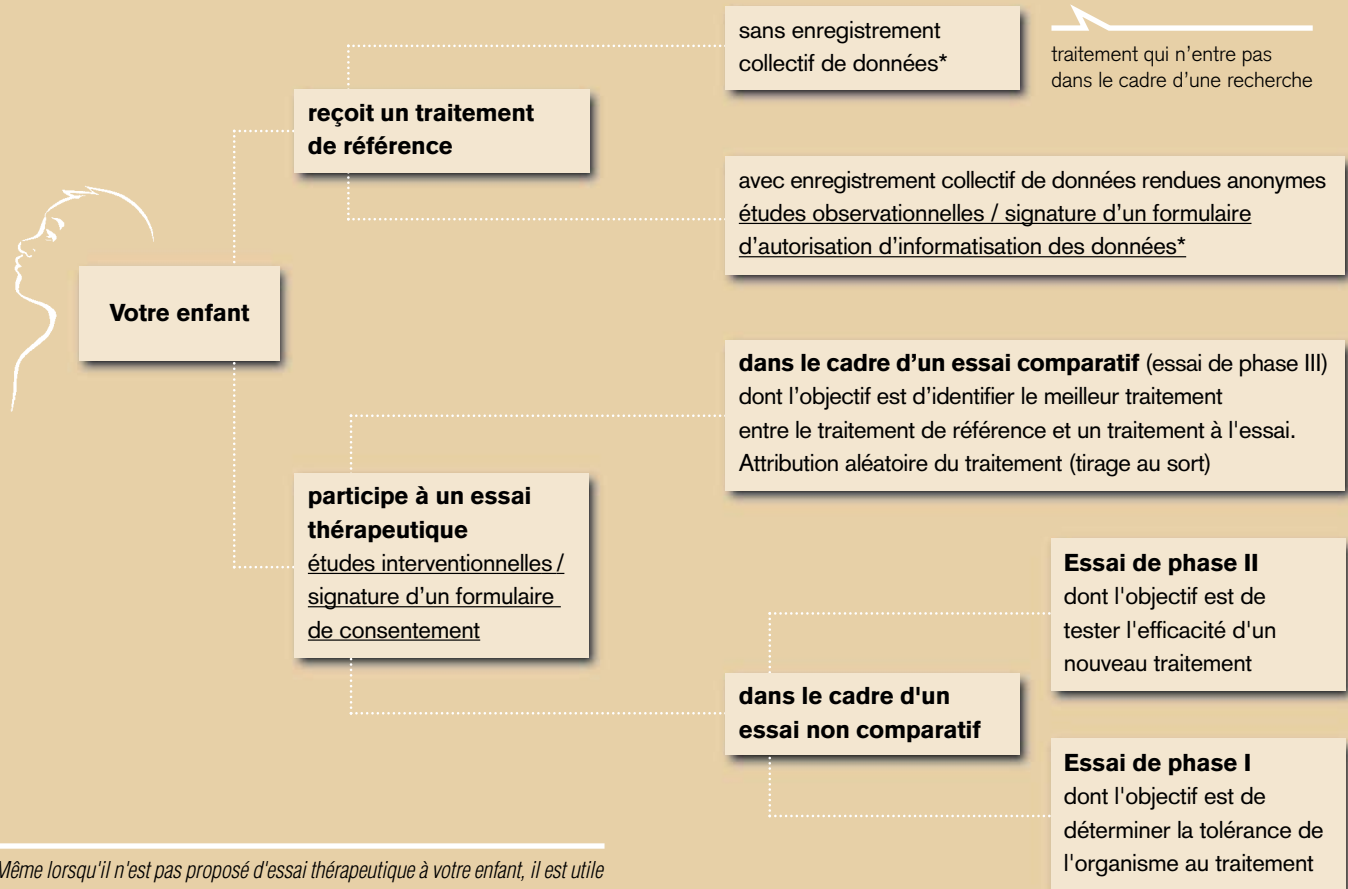 sans enregistrement
collectif de données*
traitement qui n’entre pas
dans le cadre d’une recherche
reçoit un traitement
de référence
avec enregistrement collectif de données rendues anonymes
études observationnelles / signature d’un formulaire
d’autorisation d’informatisation des données*
Votre enfant
dans le cadre d’un essai comparatif (essai de phase III)
dont l’objectif est d’identifier le meilleur traitement
entre le traitement de référence et un traitement à l'essai.
Attribution aléatoire du traitement (tirage au sort)
participe à un essai
thérapeutique
études interventionnelles /
signature d’un formulaire
de consentement
Essai de phase II
dont l'objectif est de
tester l'efficacité d'un
nouveau traitement
dans le cadre d'un
essai non comparatif
Essai de phase I
dont l'objectif est de
déterminer la tolérance de
l'organisme au traitement
Même lorsqu'il n'est pas proposé d'essai thérapeutique à votre enfant, il est utile